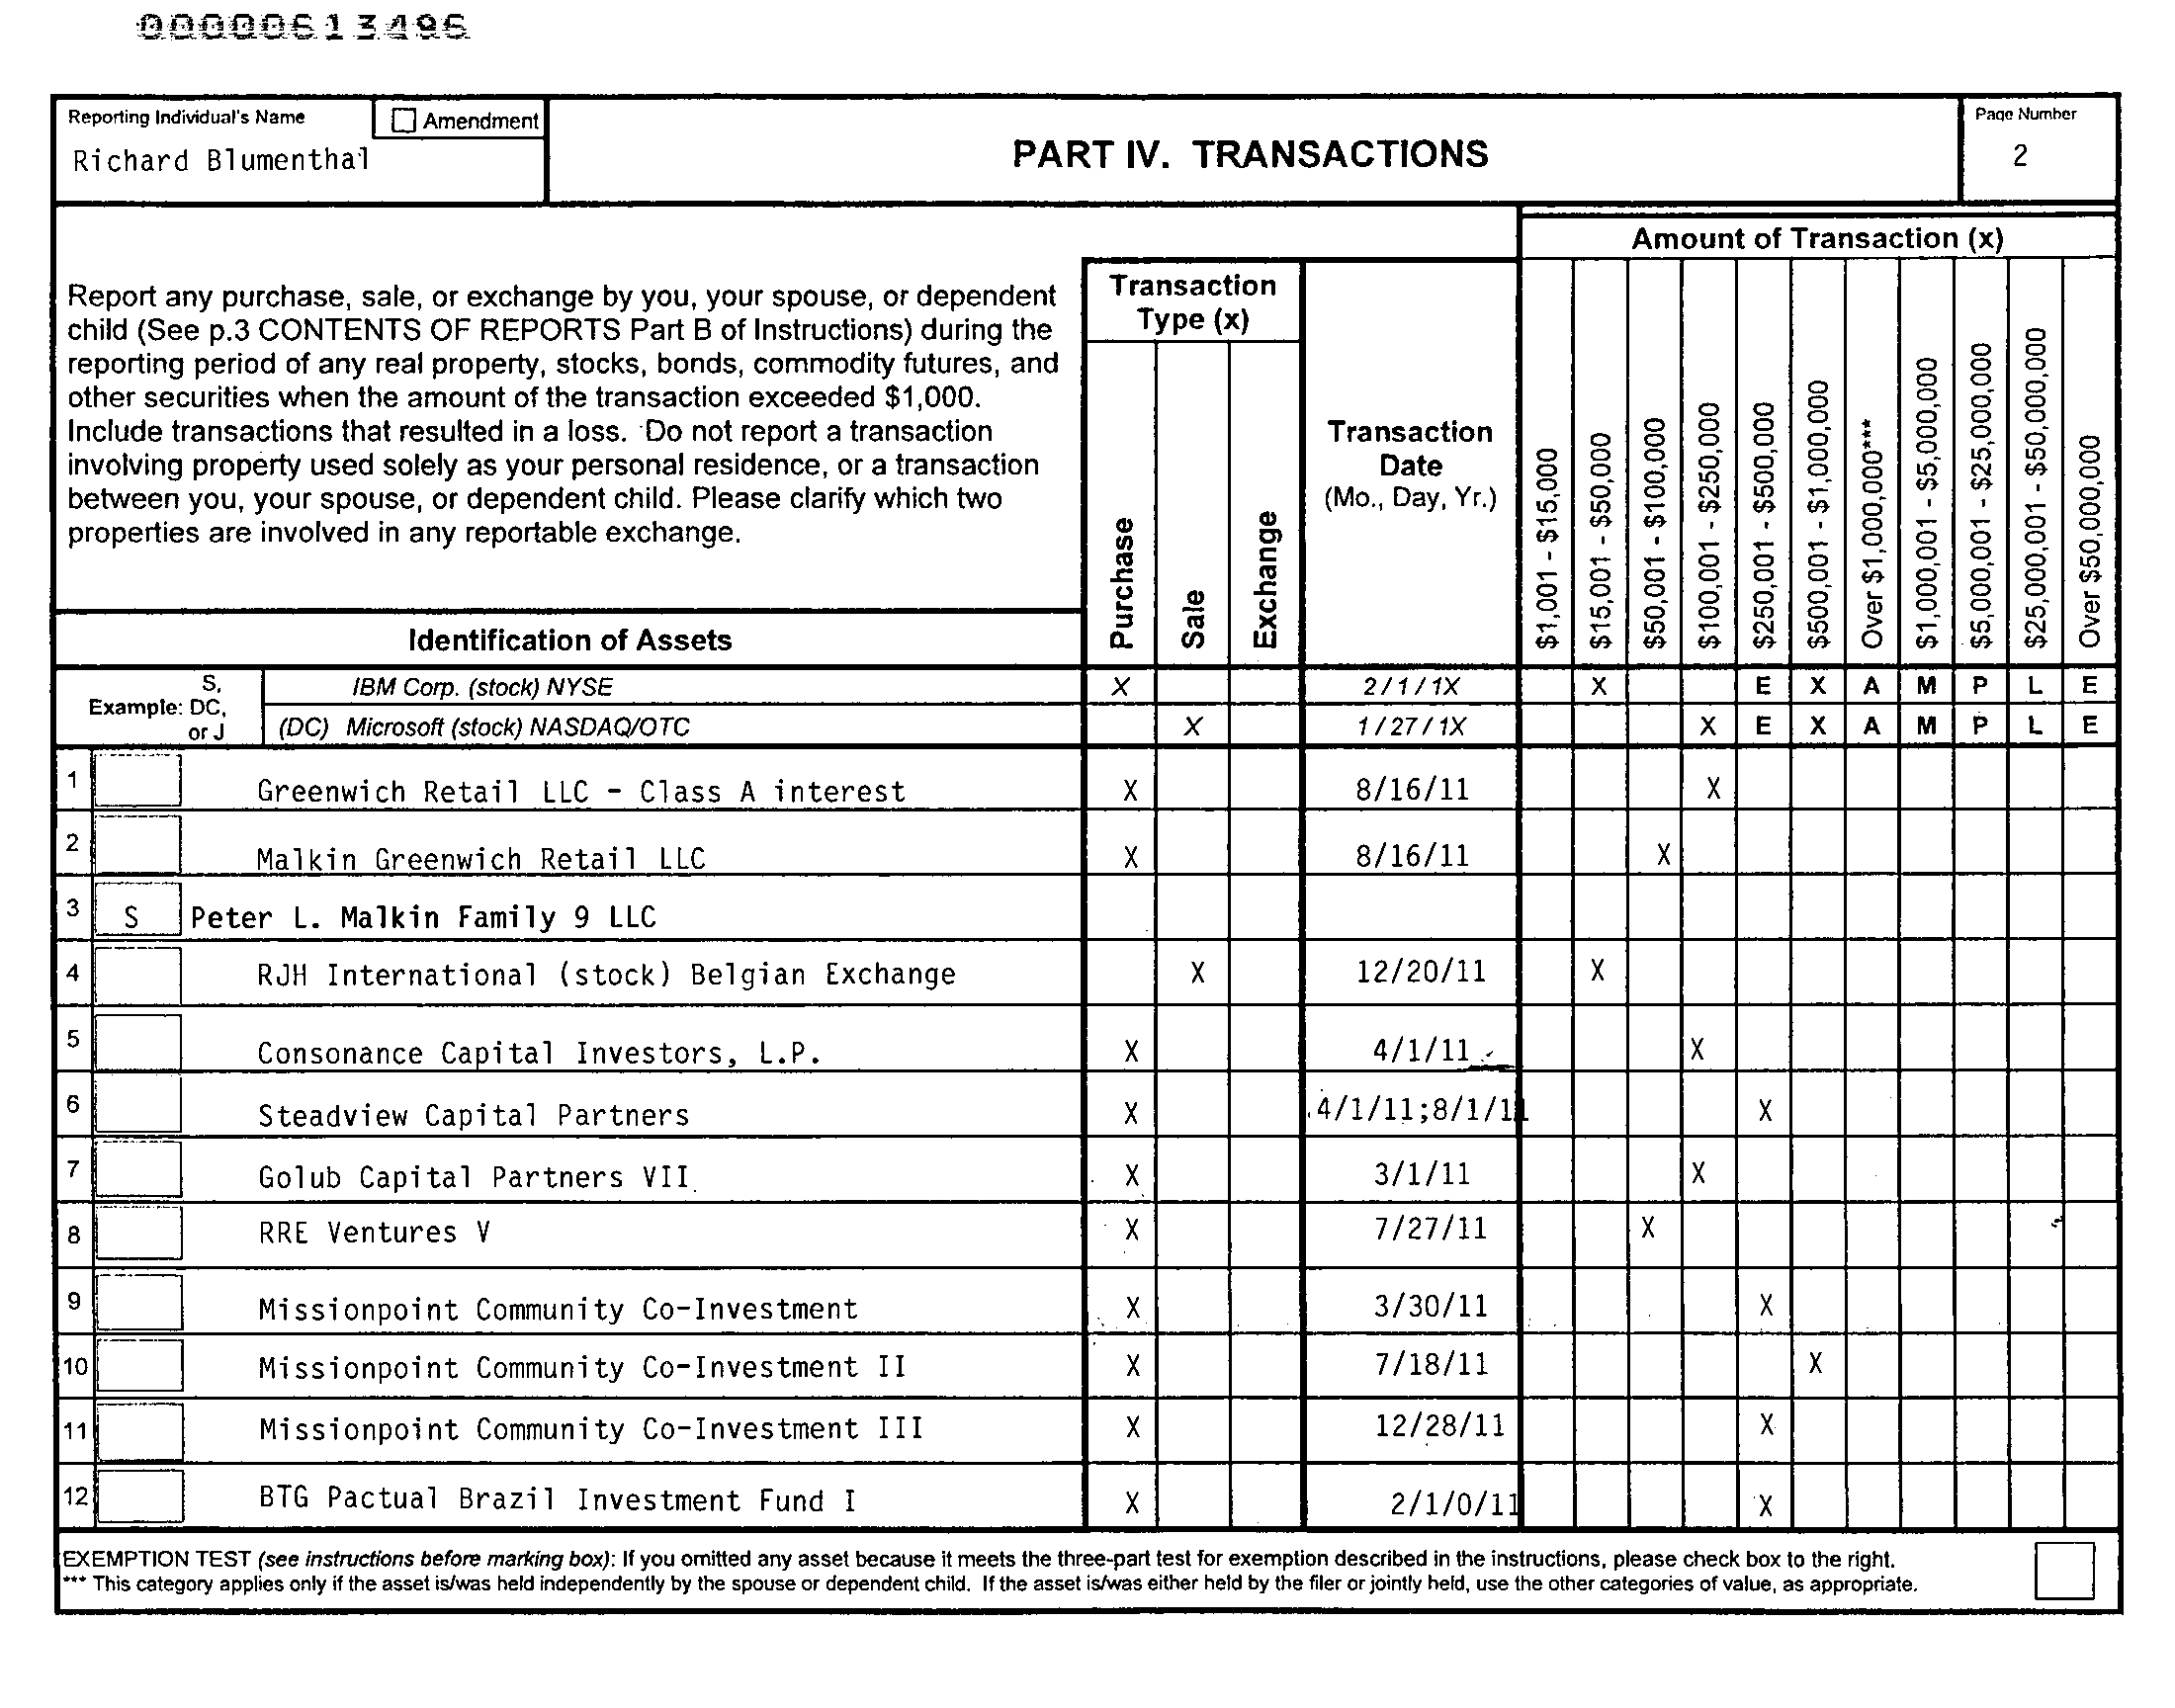 00000613496
Reporting Individual's Name
☐ Amendment
Richard Blumenthal
PART IV. TRANSACTIONS
Page Number
2
Report any purchase, sale, or exchange by you, your spouse, or dependent
child (See p.3 CONTENTS OF REPORTS Part B of Instructions) during the
reporting period of any real property, stocks, bonds, commodity futures, and
other securities when the amount of the transaction exceeded $1,000.
Include transactions that resulted in a loss. Do not report a transaction
involving property used solely as your personal residence, or a transaction
between you, your spouse, or dependent child. Please clarify which two
properties are involved in any reportable exchange.
Identification of Assets
Transaction
Type (x)
Purchase
Sale
Exchange
Transaction
Date
(Mo., Day, Yr.)
Amount of Transaction (x)
$1,001 - $15,000
$15,001 - $50,000
$50,001 - $100,000
$100,001 - $250,000
$250,001 - $500,000
$500,001 - $1,000,000
Over $1,000,000***
$1,000,001 - $5,000,000
$5,000,001 - $25,000,000
$25,000,001 - $50,000,000
Over $50,000,000
Example: S, DC, or J
IBM Corp. (stock) NYSE X 2/1/1X X E X A M P L E
(DC) Microsoft (stock) NASDAQ/OTC X 1/27/1X X E X A M P L E
1 Greenwich Retail LLC - Class A interest X 8/16/11 X
2 Malkin Greenwich Retail LLC X 8/16/11 X
3 S Peter L. Malkin Family 9 LLC
4 RJH International (stock) Belgian Exchange X 12/20/11 X
5 Consonance Capital Investors, L.P. X 4/1/11 X
6 Steadview Capital Partners X 4/1/11;8/1/11 X
7 Golub Capital Partners VII X 3/1/11 X
8 RRE Ventures V X 7/27/11 X
9 Missionpoint Community Co-Investment X 3/30/11 X
10 Missionpoint Community Co-Investment II X 7/18/11 X
11 Missionpoint Community Co-Investment III X 12/28/11 X
12 BTG Pactual Brazil Investment Fund I X 2/1/0/11 X
EXEMPTION TEST (see instructions before marking box): If you omitted any asset because it meets the three-part test for exemption described in the instructions, please check box to the right.
*** This category applies only if the asset is/was held independently by the spouse or dependent child. If the asset is/was either held by the filer or jointly held, use the other categories of value, as appropriate.